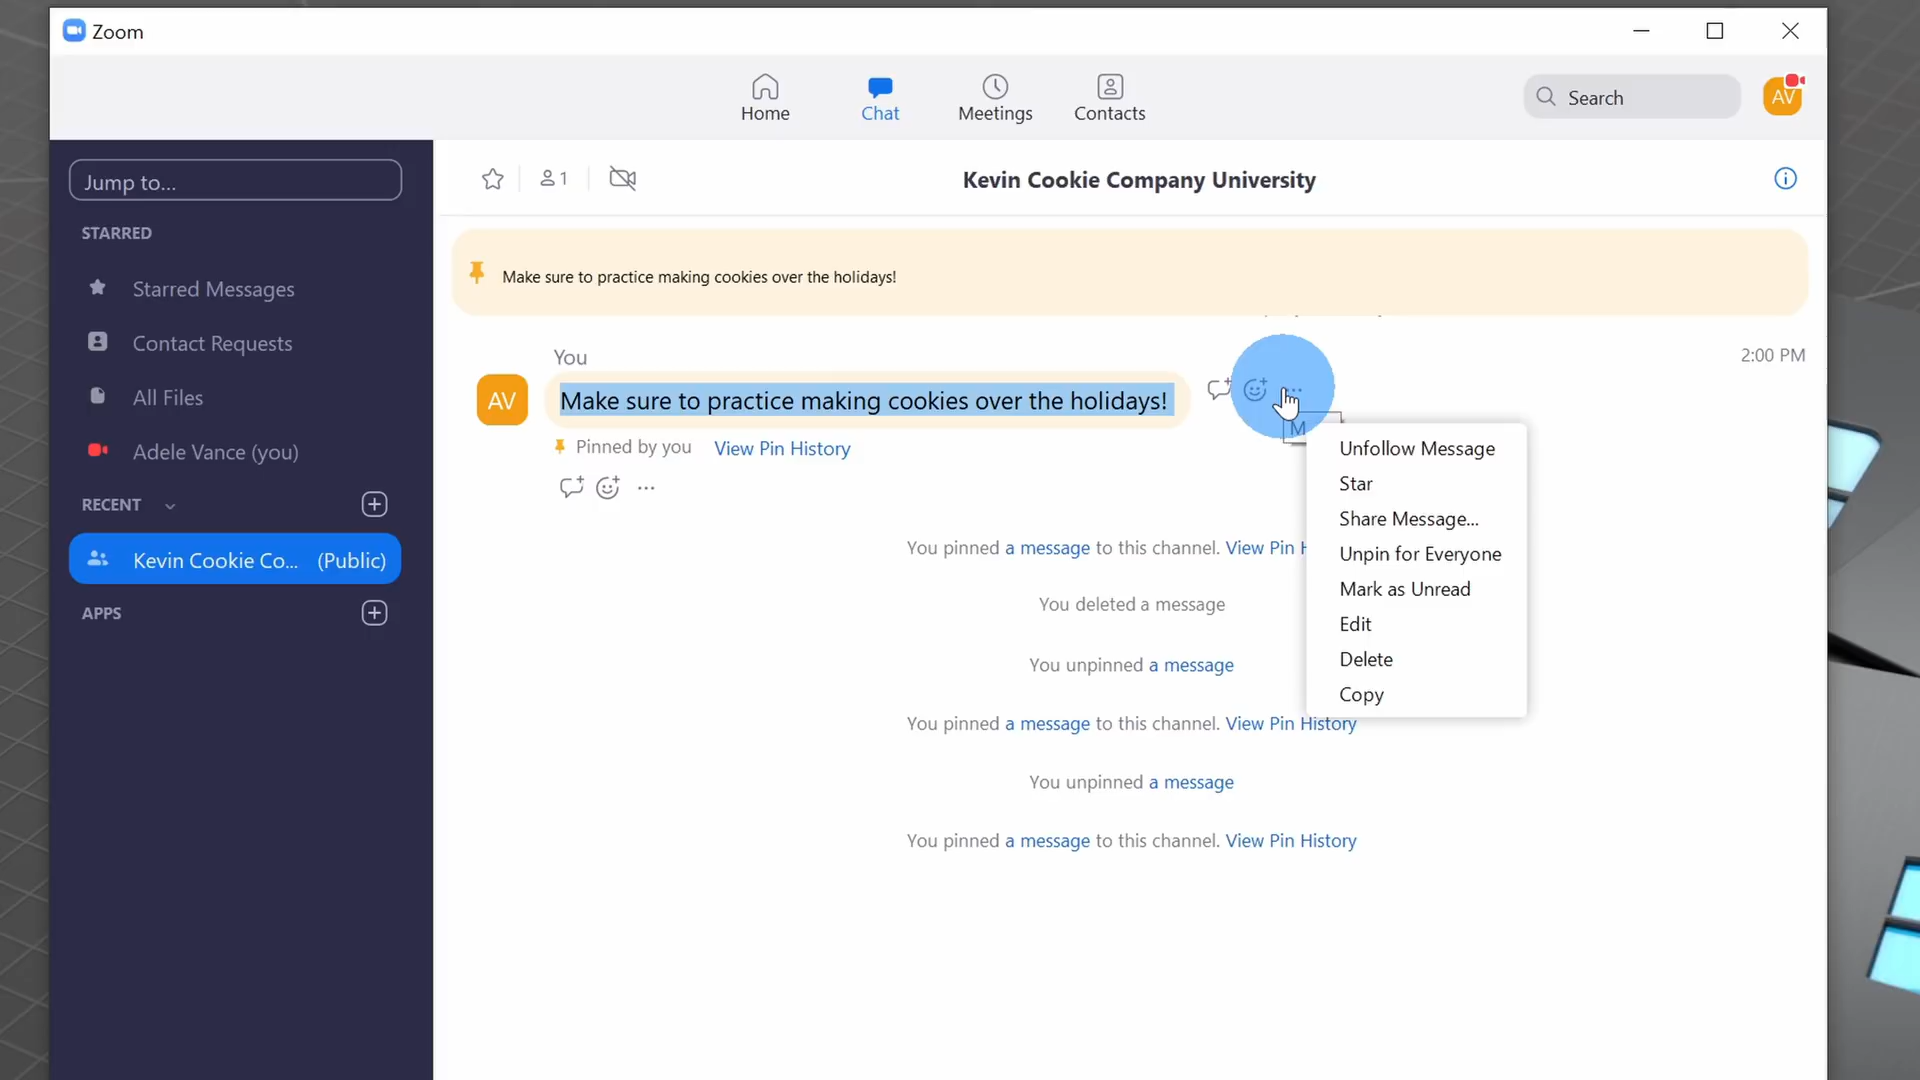 Zoom
Home
Chat
Meetings
Contacts
Search
AV
Jump to...
STARRED
Starred Messages
Contact Requests
All Files
Adele Vance (you)
RECENT
Kevin Cookie Co... (Public)
APPS
1
Kevin Cookie Company University
Make sure to practice making cookies over the holidays!
You
2:00 PM
AV
Make sure to practice making cookies over the holidays!
Pinned by you View Pin History
M
Unfollow Message
Star
Share Message...
Unpin for Everyone
Mark as Unread
Edit
Delete
Copy
You pinned a message to this channel. View Pin H
You deleted a message
You unpinned a message
You pinned a message to this channel. View Pin History
You unpinned a message
You pinned a message to this channel. View Pin History